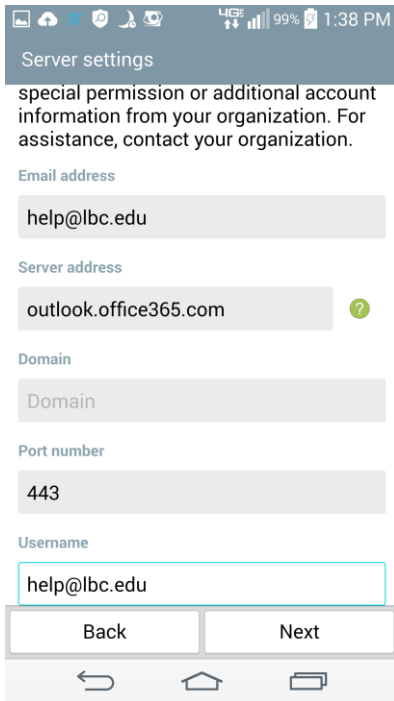 4G 99% 1:38 PM
Server settings
special permission or additional account
information from your organization. For
assistance, contact your organization.
Email address
help@lbc.edu
Server address
outlook.office365.com ?
Domain
Domain
Port number
443
Username
help@lbc.edu
Back Next